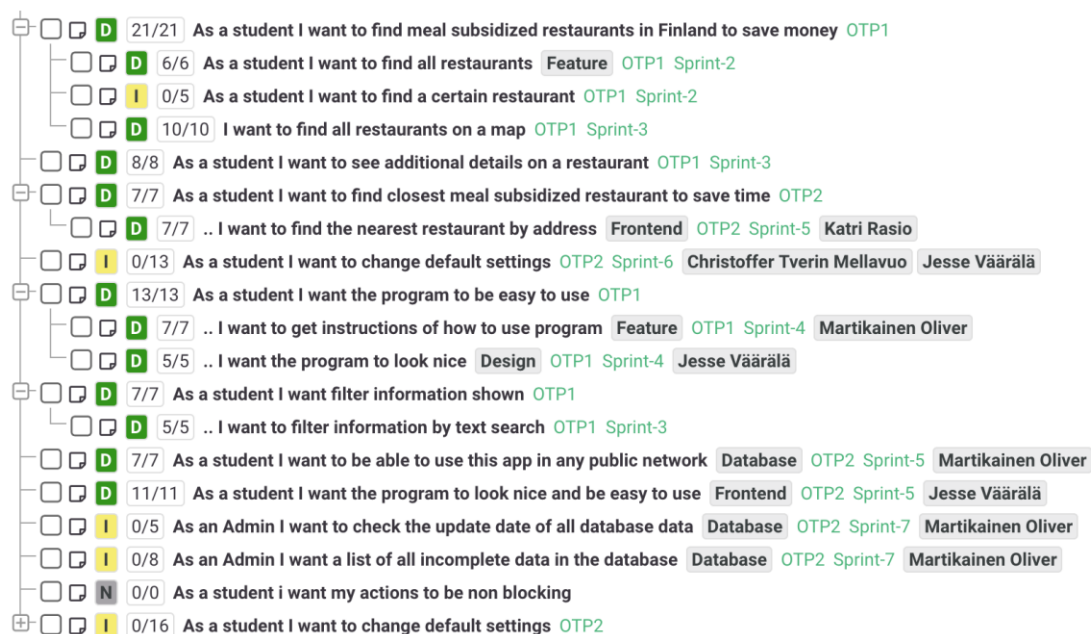 D 21/21 As a student I want to find meal subsidized restaurants in Finland to save money OTP1
D 6/6 As a student I want to find all restaurants Feature OTP1 Sprint-2
I 0/5 As a student I want to find a certain restaurant OTP1 Sprint-2
D 10/10 I want to find all restaurants on a map OTP1 Sprint-3
D 8/8 As a student I want to see additional details on a restaurant OTP1 Sprint-3
D 7/7 As a student I want to find closest meal subsidized restaurant to save time OTP2
D 7/7 .. I want to find the nearest restaurant by address Frontend OTP2 Sprint-5 Katri Rasio
I 0/13 As a student I want to change default settings OTP2 Sprint-6 Christoffer Tverin Mellavuo Jesse Väärälä
D 13/13 As a student I want the program to be easy to use OTP1
D 7/7 .. I want to get instructions of how to use program Feature OTP1 Sprint-4 Martikainen Oliver
D 5/5 .. I want the program to look nice Design OTP1 Sprint-4 Jesse Väärälä
D 7/7 As a student I want filter information shown OTP1
D 5/5 .. I want to filter information by text search OTP1 Sprint-3
D 7/7 As a student I want to be able to use this app in any public network Database OTP2 Sprint-5 Martikainen Oliver
D 11/11 As a student I want the program to look nice and be easy to use Frontend OTP2 Sprint-5 Jesse Väärälä
I 0/5 As an Admin I want to check the update date of all database data Database OTP2 Sprint-7 Martikainen Oliver
I 0/8 As an Admin I want a list of all incomplete data in the database Database OTP2 Sprint-7 Martikainen Oliver
N 0/0 As a student i want my actions to be non blocking
I 0/16 As a student I want to change default settings OTP2